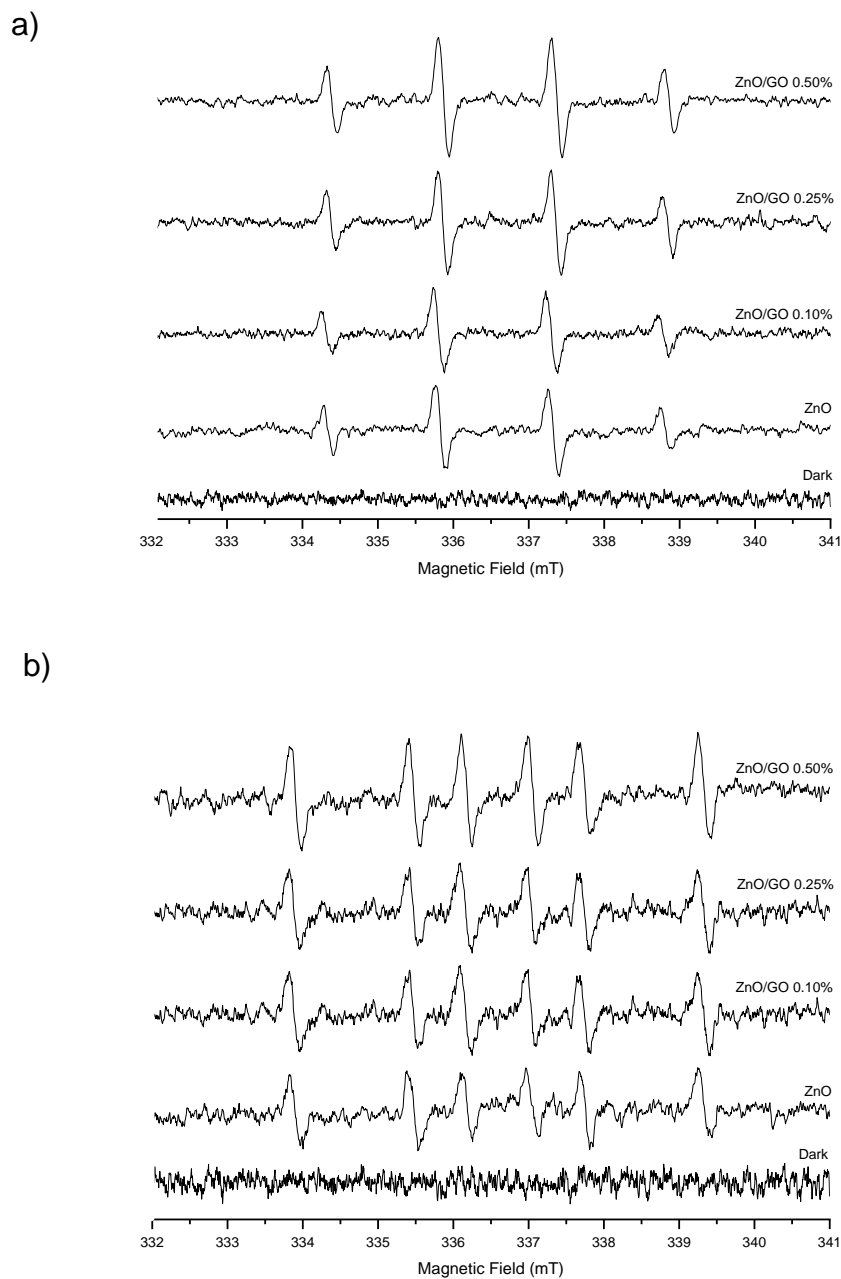 a)
ZnO/GO 0.50%
ZnO/GO 0.25%
ZnO/GO 0.10%
ZnO
Dark
332 333 334 335 336 337 338 339 340 341
Magnetic Field (mT)
b)
ZnO/GO 0.50%
ZnO/GO 0.25%
ZnO/GO 0.10%
ZnO
Dark
332 333 334 335 336 337 338 339 340 341
Magnetic Field (mT)